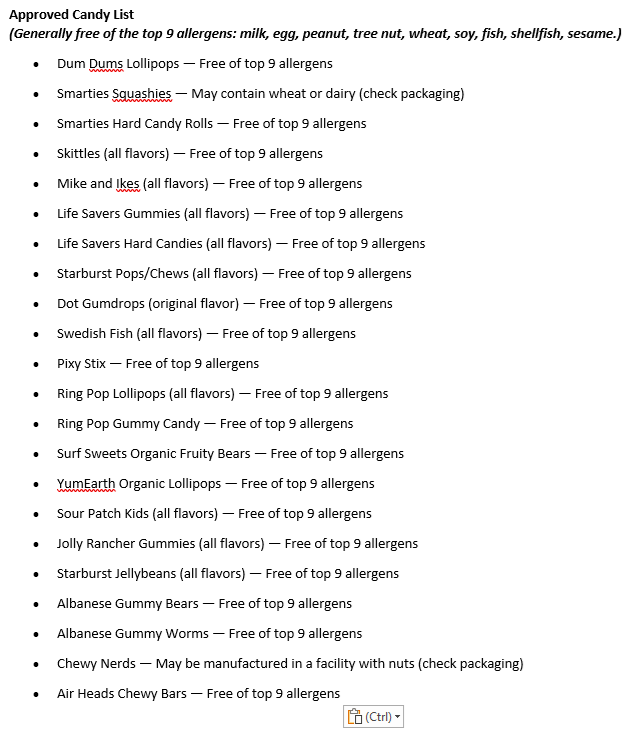 Approved Candy List
(Generally free of the top 9 allergens: milk, egg, peanut, tree nut, wheat, soy, fish, shellfish, sesame.)
• Dum Dums Lollipops — Free of top 9 allergens
• Smarties Squashies — May contain wheat or dairy (check packaging)
• Smarties Hard Candy Rolls — Free of top 9 allergens
• Skittles (all flavors) — Free of top 9 allergens
• Mike and Ikes (all flavors) — Free of top 9 allergens
• Life Savers Gummies (all flavors) — Free of top 9 allergens
• Life Savers Hard Candies (all flavors) — Free of top 9 allergens
• Starburst Pops/Chews (all flavors) — Free of top 9 allergens
• Dot Gumdrops (original flavor) — Free of top 9 allergens
• Swedish Fish (all flavors) — Free of top 9 allergens
• Pixy Stix — Free of top 9 allergens
• Ring Pop Lollipops (all flavors) — Free of top 9 allergens
• Ring Pop Gummy Candy — Free of top 9 allergens
• Surf Sweets Organic Fruity Bears — Free of top 9 allergens
• YumEarth Organic Lollipops — Free of top 9 allergens
• Sour Patch Kids (all flavors) — Free of top 9 allergens
• Jolly Rancher Gummies (all flavors) — Free of top 9 allergens
• Starburst Jellybeans (all flavors) — Free of top 9 allergens
• Albanese Gummy Bears — Free of top 9 allergens
• Albanese Gummy Worms — Free of top 9 allergens
• Chewy Nerds — May be manufactured in a facility with nuts (check packaging)
• Air Heads Chewy Bars — Free of top 9 allergens
(Ctrl)